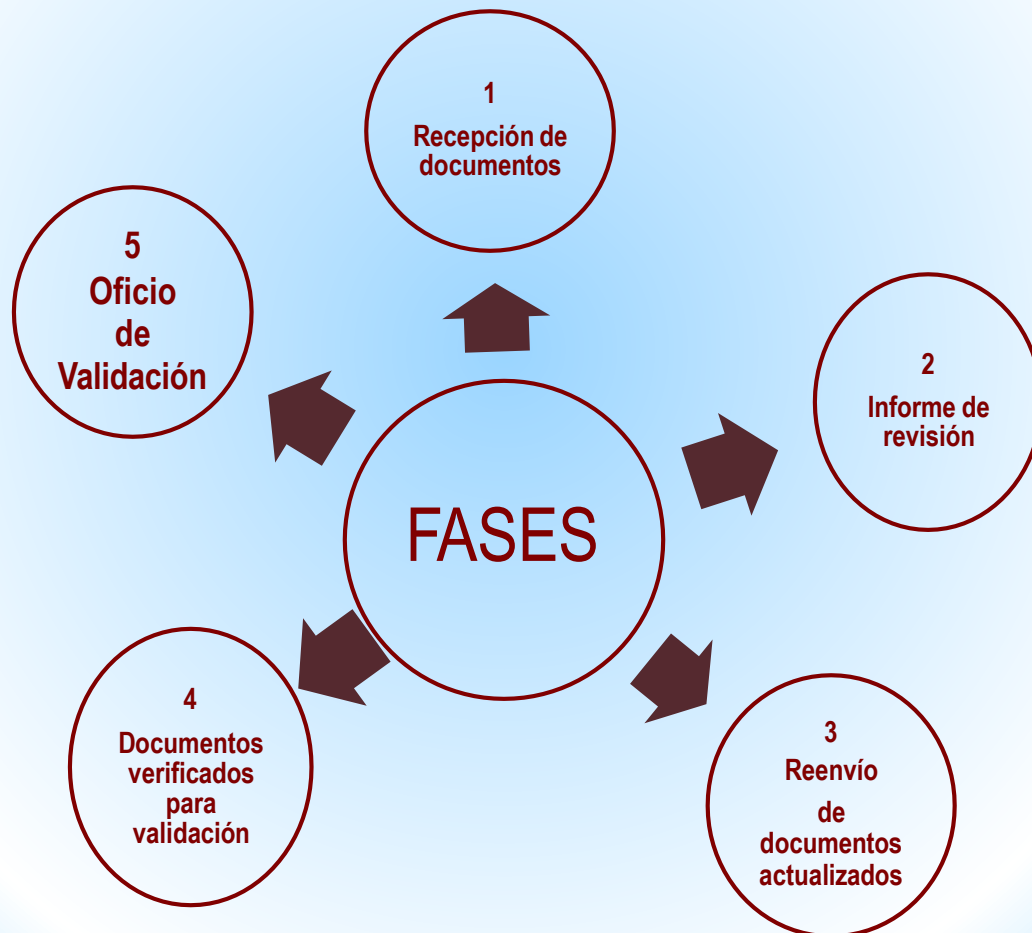 FASES
1
Recepción de
documentos
2
Informe de
revisión
3
Reenvío
de
documentos
actualizados
4
Documentos
verificados
para
validación
5
Oficio
de
Validación